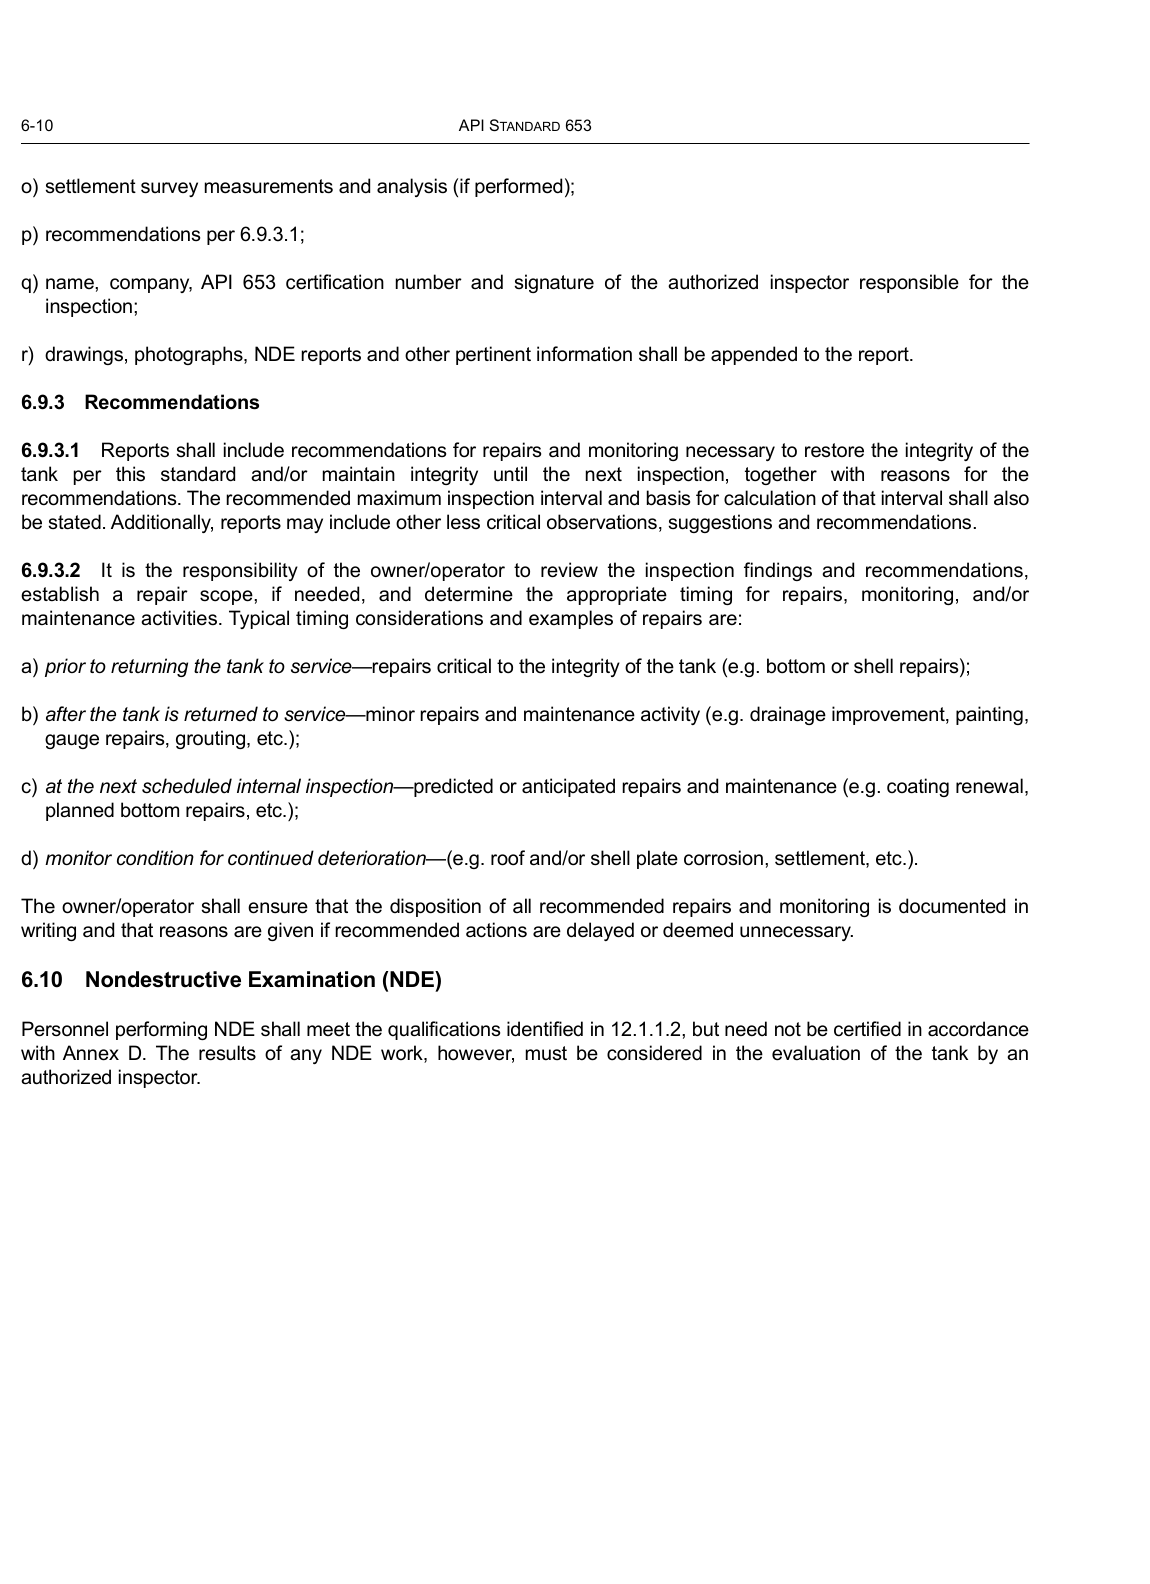 6-10 API STANDARD 653
o) settlement survey measurements and analysis (if performed);
p) recommendations per 6.9.3.1;
q) name, company, API 653 certification number and signature of the authorized inspector responsible for the
inspection;
r) drawings, photographs, NDE reports and other pertinent information shall be appended to the report.
6.9.3 Recommendations
6.9.3.1 Reports shall include recommendations for repairs and monitoring necessary to restore the integrity of the
tank per this standard and/or maintain integrity until the next inspection, together with reasons for the
recommendations. The recommended maximum inspection interval and basis for calculation of that interval shall also
be stated. Additionally, reports may include other less critical observations, suggestions and recommendations.
6.9.3.2 It is the responsibility of the owner/operator to review the inspection findings and recommendations,
establish a repair scope, if needed, and determine the appropriate timing for repairs, monitoring, and/or
maintenance activities. Typical timing considerations and examples of repairs are:
a) prior to returning the tank to service—repairs critical to the integrity of the tank (e.g. bottom or shell repairs);
b) after the tank is returned to service—minor repairs and maintenance activity (e.g. drainage improvement, painting,
gauge repairs, grouting, etc.);
c) at the next scheduled internal inspection—predicted or anticipated repairs and maintenance (e.g. coating renewal,
planned bottom repairs, etc.);
d) monitor condition for continued deterioration—(e.g. roof and/or shell plate corrosion, settlement, etc.).
The owner/operator shall ensure that the disposition of all recommended repairs and monitoring is documented in
writing and that reasons are given if recommended actions are delayed or deemed unnecessary.
6.10 Nondestructive Examination (NDE)
Personnel performing NDE shall meet the qualifications identified in 12.1.1.2, but need not be certified in accordance
with Annex D. The results of any NDE work, however, must be considered in the evaluation of the tank by an
authorized inspector.